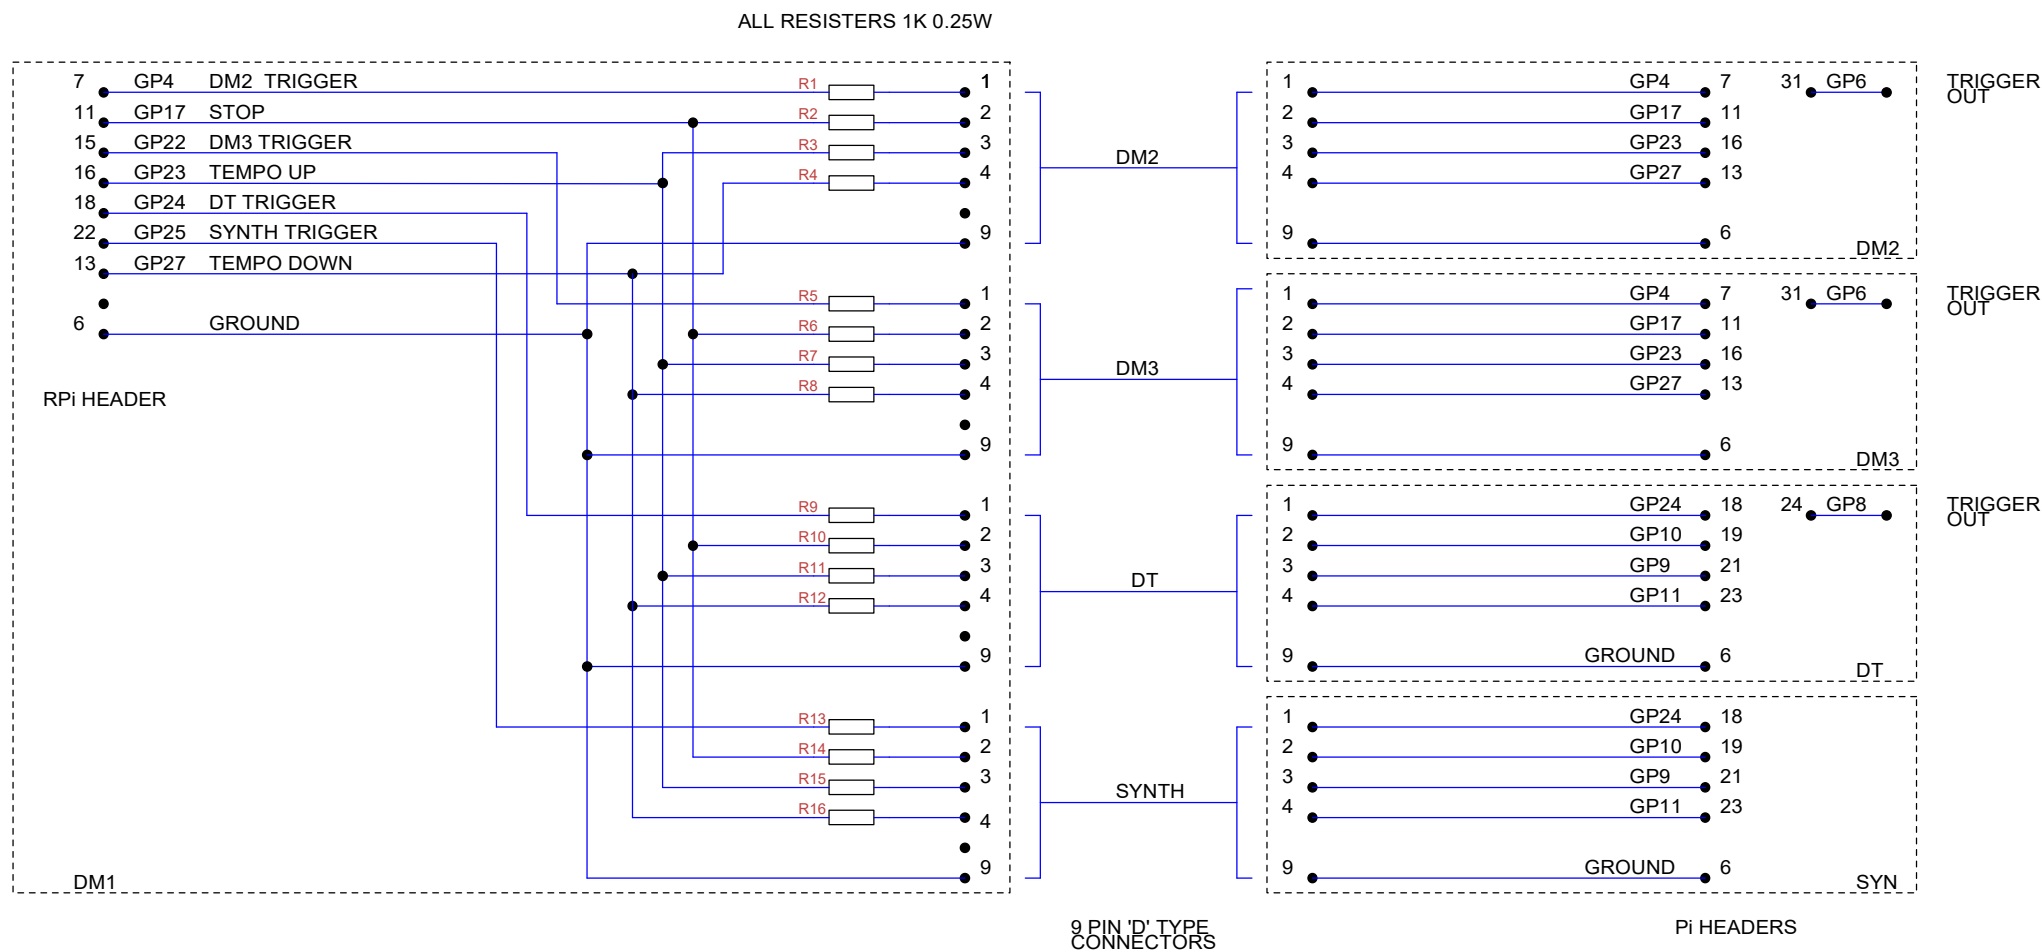 ALL RESISTERS 1K 0.25W
7 GP4 DM2 TRIGGER R1 1
11 GP17 STOP R2 2
15 GP22 DM3 TRIGGER R3 3
16 GP23 TEMPO UP R4 4
18 GP24 DT TRIGGER
22 GP25 SYNTH TRIGGER 9
13 GP27 TEMPO DOWN
R5 1
6 GROUND R6 2
R7 3
R8 4
RPi HEADER
9
R9 1
R10 2
R11 3
R12 4
9
R13 1
R14 2
R15 3
R16 4
9
DM1
DM2
DM3
DT
SYNTH
9 PIN 'D' TYPE
CONNECTORS
1 GP4 7 31 GP6 TRIGGER
OUT
2 GP17 11
3 GP23 16
4 GP27 13
9 6
DM2
1 GP4 7 31 GP6 TRIGGER
OUT
2 GP17 11
3 GP23 16
4 GP27 13
9 6
DM3
1 GP24 18 24 GP8 TRIGGER
OUT
2 GP10 19
3 GP9 21
4 GP11 23
9 GROUND 6
DT
1 GP24 18
2 GP10 19
3 GP9 21
4 GP11 23
9 GROUND 6
SYN
Pi HEADERS